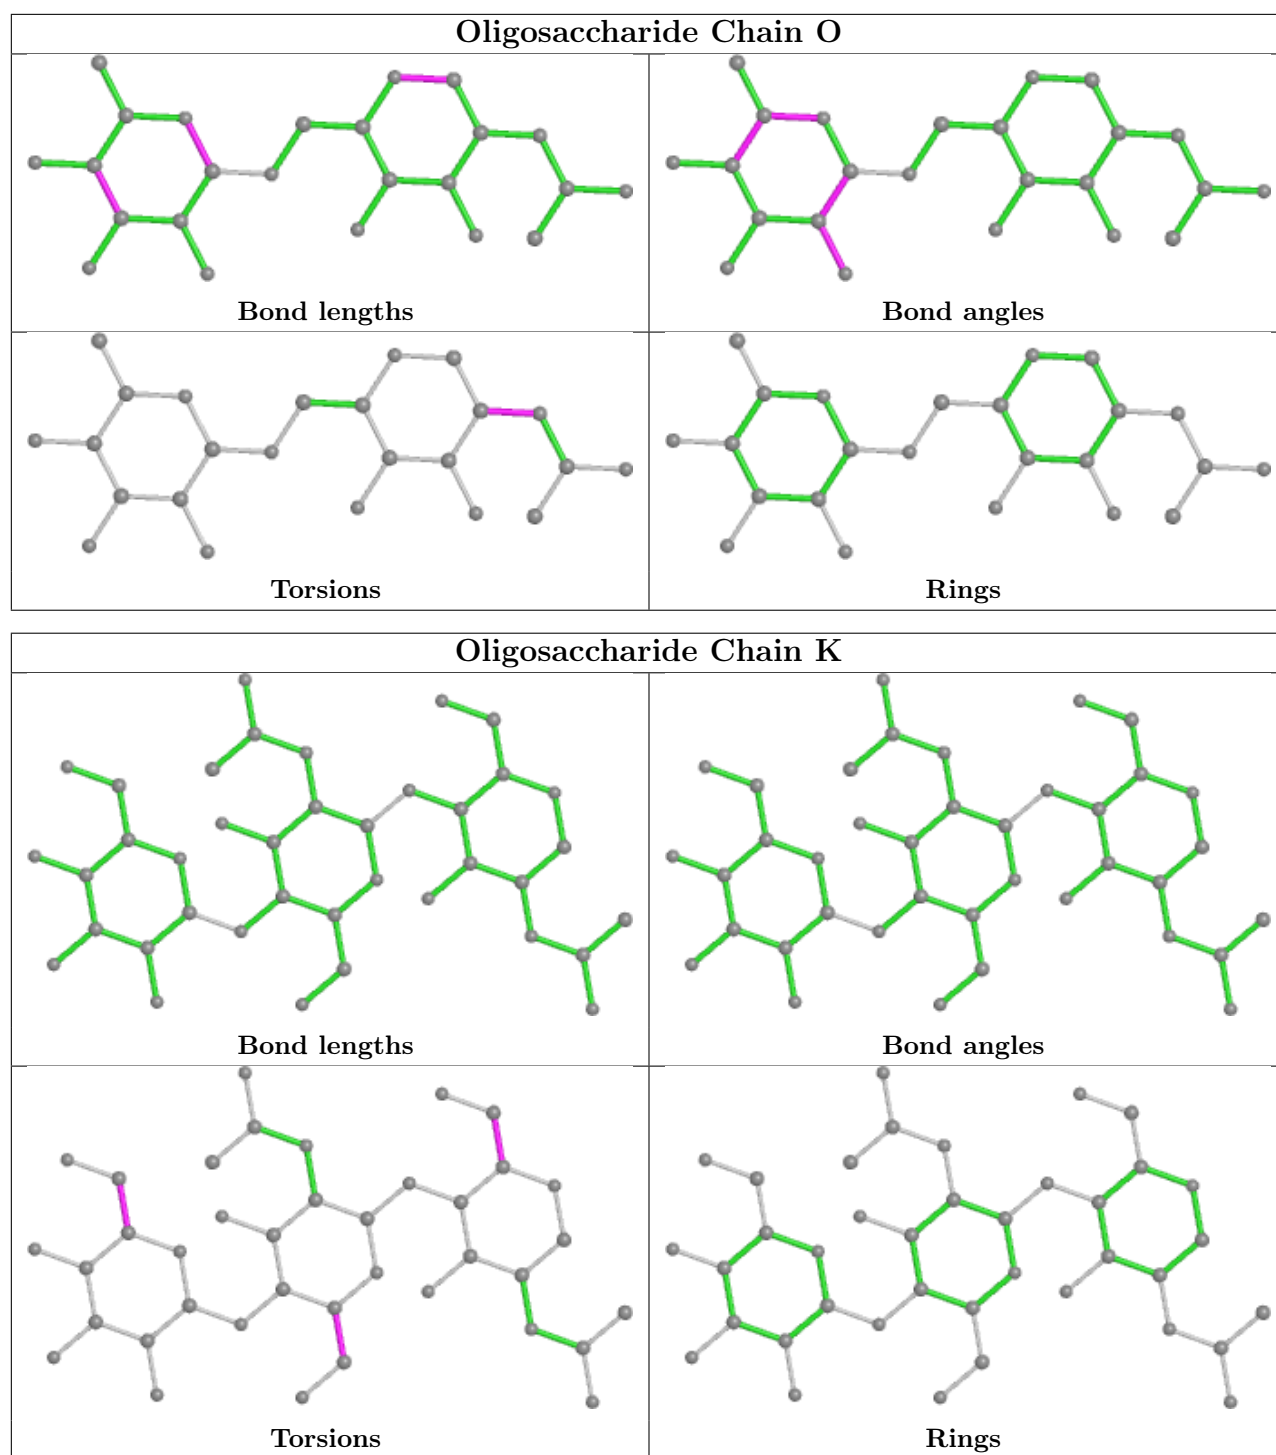 Oligosaccharide Chain O
Bond lengths
Bond angles
Torsions
Rings
Oligosaccharide Chain K
Bond lengths
Bond angles
Torsions
Rings